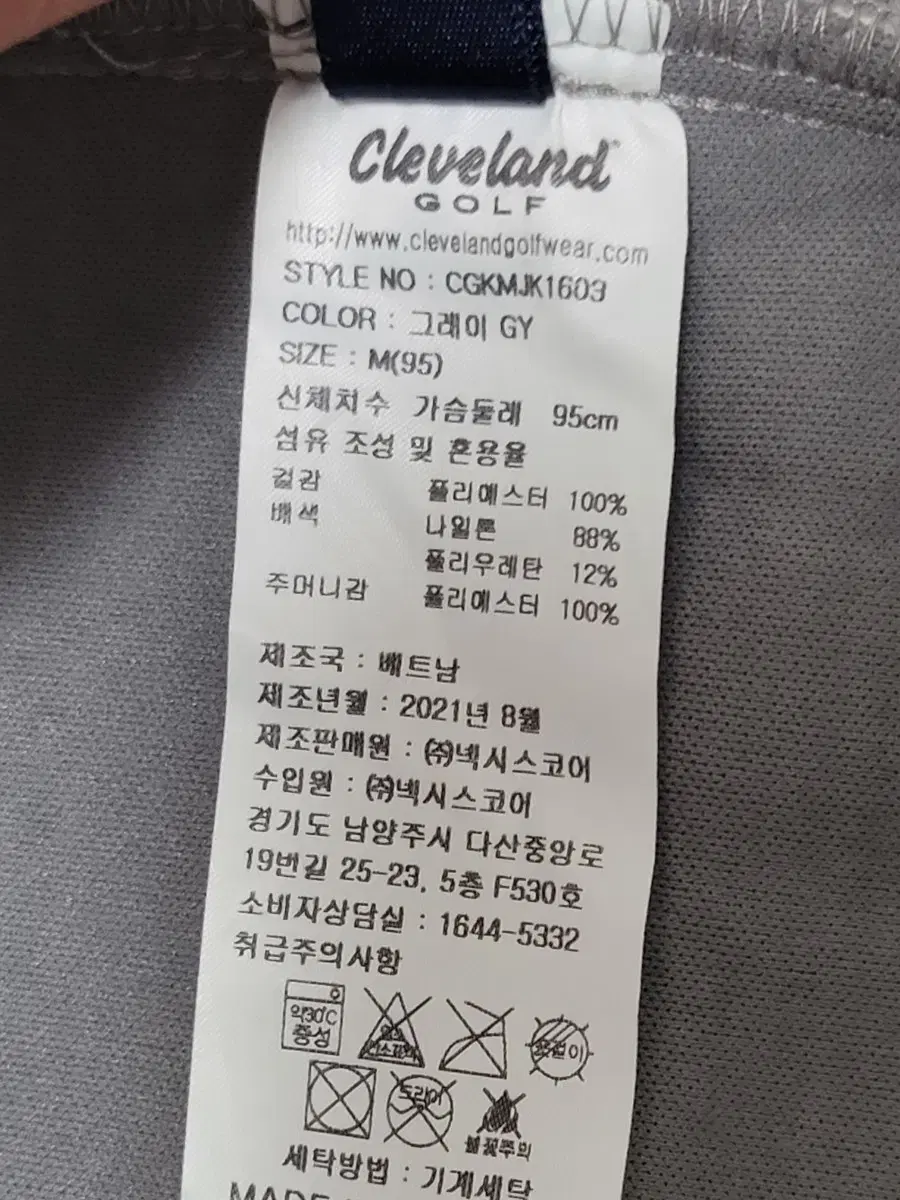 Cleveland
GOLF
http://www.clevelandgolfwear.com
STYLE NO : CGKMJK1603
COLOR : 그레이 GY
SIZE : M(95)
신체치수 가슴둘레 95cm
섬유 조성 및 혼용율
겉감 폴리에스터 100%
배색 나일론 88%
폴리우레탄 12%
주머니감 폴리에스터 100%
제조국 : 베트남
제조년월 : 2021년 8월
제조판매원 : ㈜넥시스코어
수입원 : ㈜넥시스코어
경기도 남양주시 다산중앙로
19번길 25-23, 5층 F530호
소비자상담실 : 1644-5332
취급주의사항
약30℃
중성
옷걸이
드라이
불꽃주의
세탁방법 : 기계세탁
MADE